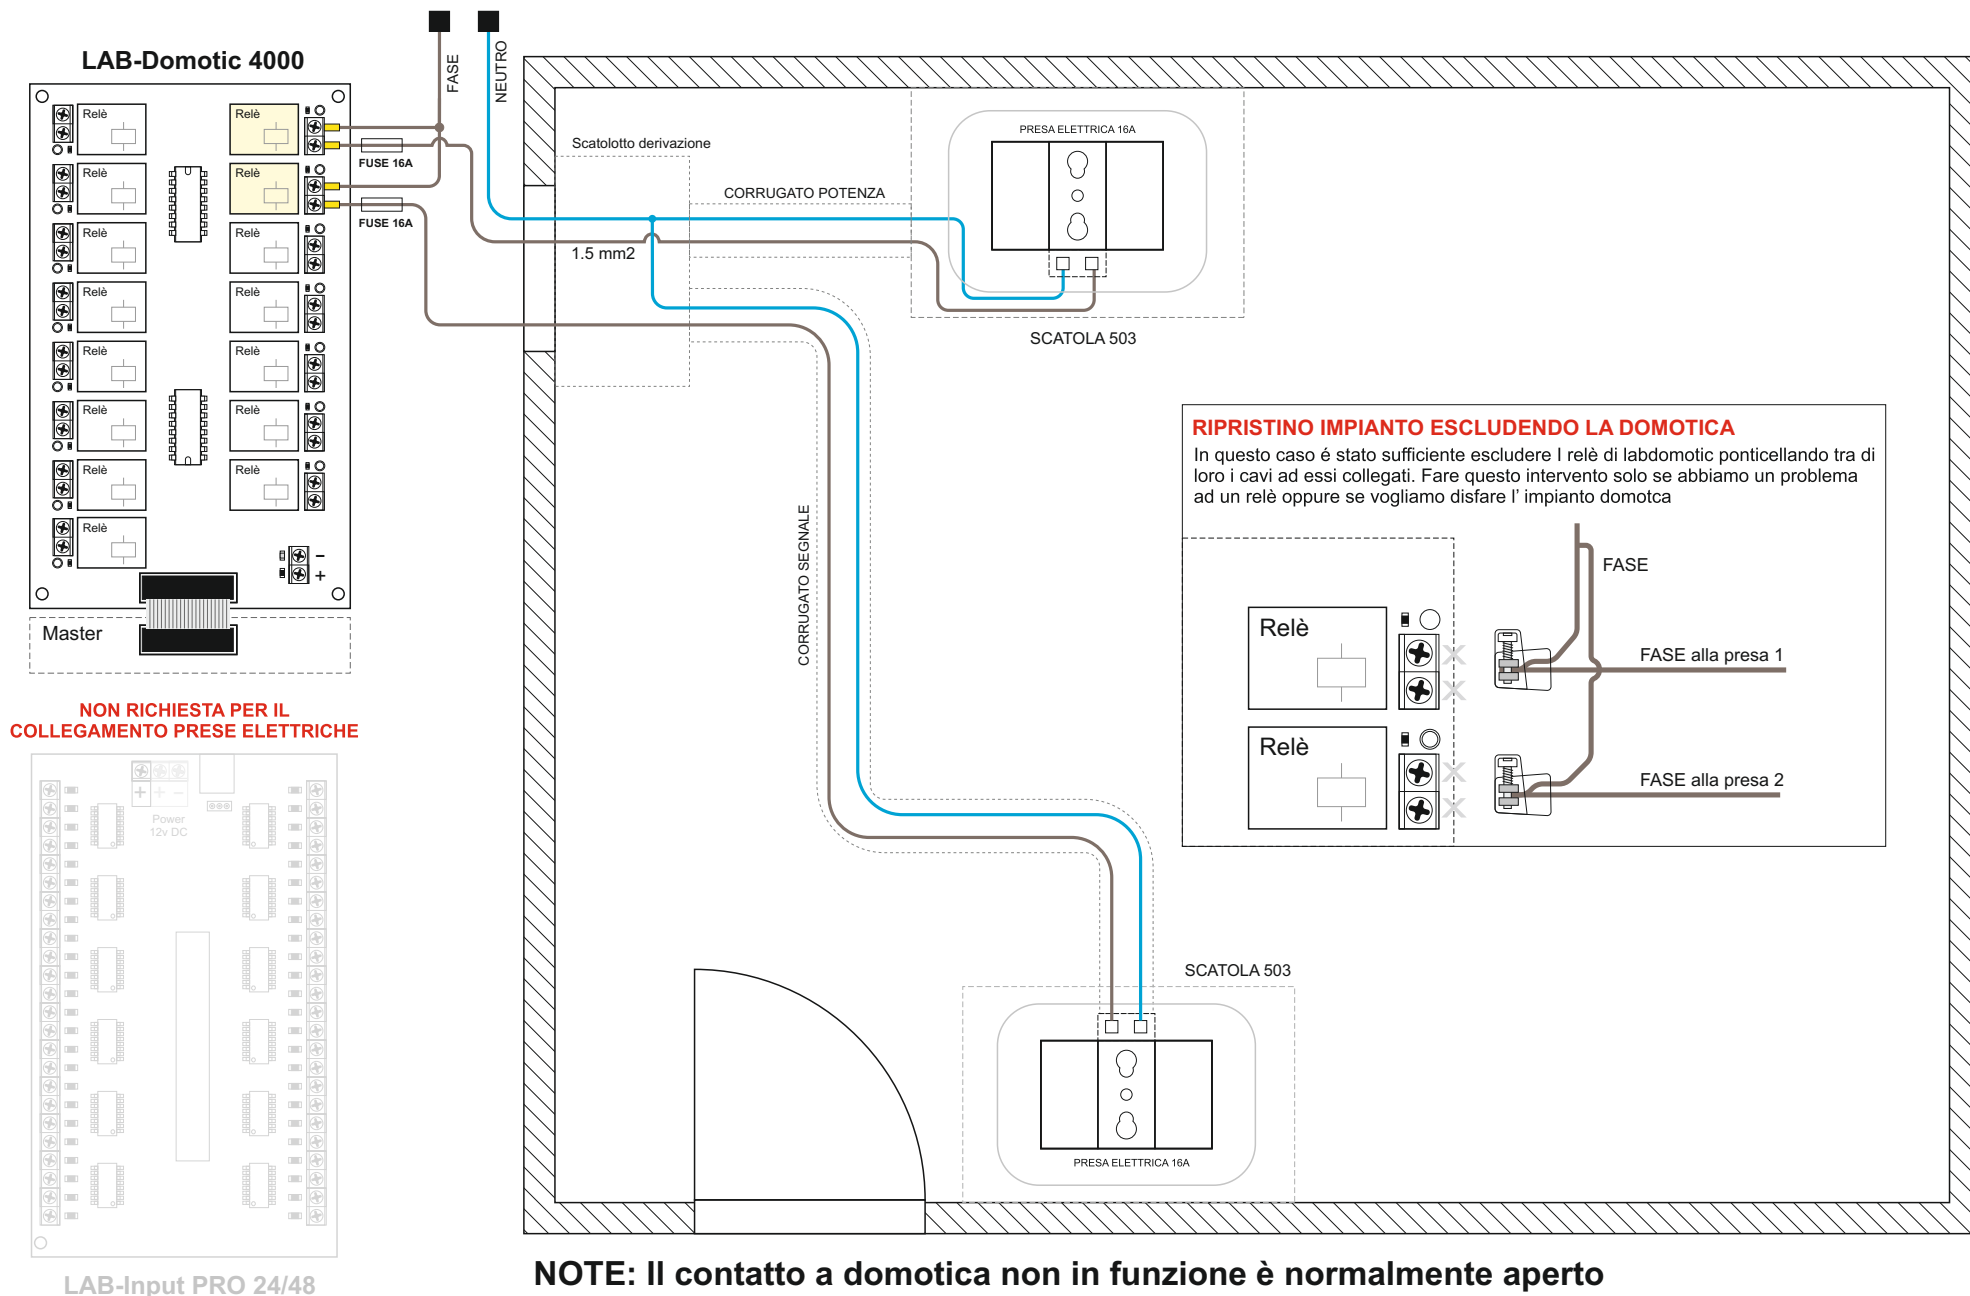 LAB-Domotic 4000
FASE
NEUTRO
Relè
Relè
FUSE 16A
Relè
Relè
FUSE 16A
Relè
Relè
Relè
Relè
Relè
Relè
Relè
Relè
Relè
Relè
Relè
−
+
Master
NON RICHIESTA PER IL
COLLEGAMENTO PRESE ELETTRICHE
+ + −
Power
12v DC
LAB-Input PRO 24/48
Scatolotto derivazione
CORRUGATO POTENZA
1.5 mm2
PRESA ELETTRICA 16A
SCATOLA 503
CORRUGATO SEGNALE
RIPRISTINO IMPIANTO ESCLUDENDO LA DOMOTICA
In questo caso é stato sufficiente escludere I relè di labdomotic ponticellando tra di
loro i cavi ad essi collegati. Fare questo intervento solo se abbiamo un problema
ad un relè oppure se vogliamo disfare l' impianto domotca
FASE
Relè
X
X
FASE alla presa 1
Relè
X
X
FASE alla presa 2
SCATOLA 503
PRESA ELETTRICA 16A
NOTE: Il contatto a domotica non in funzione è normalmente aperto